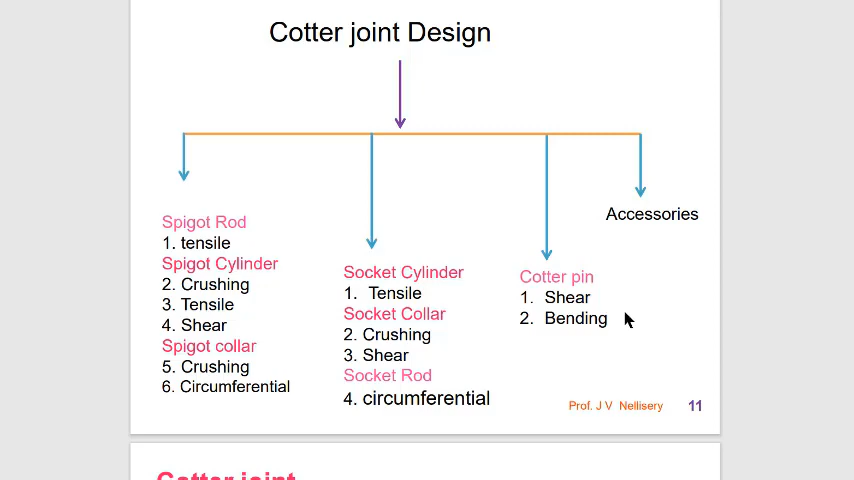 Cotter joint Design
Spigot Rod
1. tensile
Spigot Cylinder
2. Crushing
3. Tensile
4. Shear
Spigot collar
5. Crushing
6. Circumferential
Socket Cylinder
1. Tensile
Socket Collar
2. Crushing
3. Shear
Socket Rod
4. circumferential
Cotter pin
1. Shear
2. Bending
Accessories
Prof. J V Nellisery
11
Cotter joint